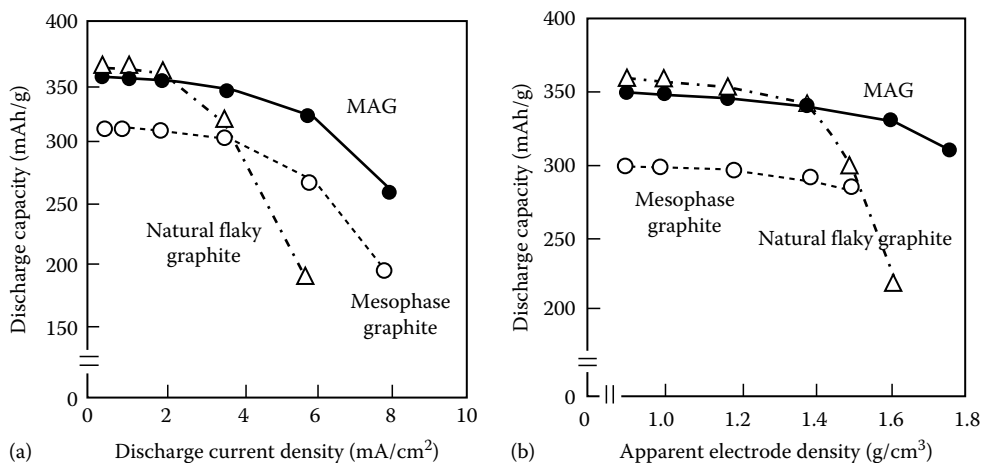 400
350
300
250
200
150
0
Discharge capacity (mAh/g)
MAG
Natural flaky
graphite
Mesophase
graphite
0 2 4 6 8 10
(a) Discharge current density (mA/cm²)
400
350
300
250
200
0
Discharge capacity (mAh/g)
MAG
Mesophase
graphite
Natural flaky graphite
0 1.0 1.2 1.4 1.6 1.8
(b) Apparent electrode density (g/cm³)